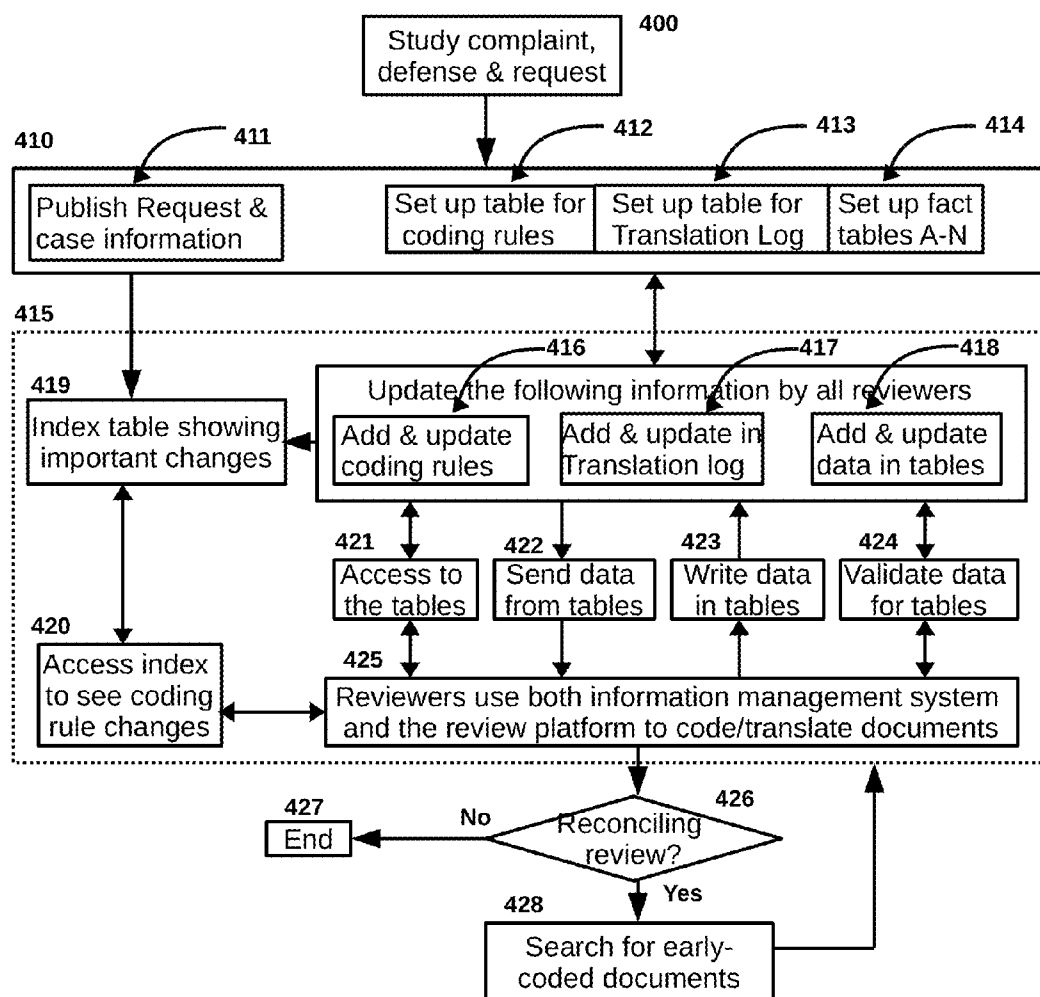 400
Study complaint,
defense & request
410
411
412
413
414
Publish Request &
case information
Set up table for
coding rules
Set up table for
Translation Log
Set up fact
tables A-N
415
416
417
418
419
Update the following information by all reviewers
Index table showing
important changes
Add & update
coding rules
Add & update in
Translation log
Add & update
data in tables
421
422
423
424
Access to
the tables
Send data
from tables
Write data
in tables
Validate data
for tables
420
Access index
to see coding
rule changes
425
Reviewers use both information management system
and the review platform to code/translate documents
426
Reconciling
review?
No
427
End
Yes
428
Search for early-
coded documents